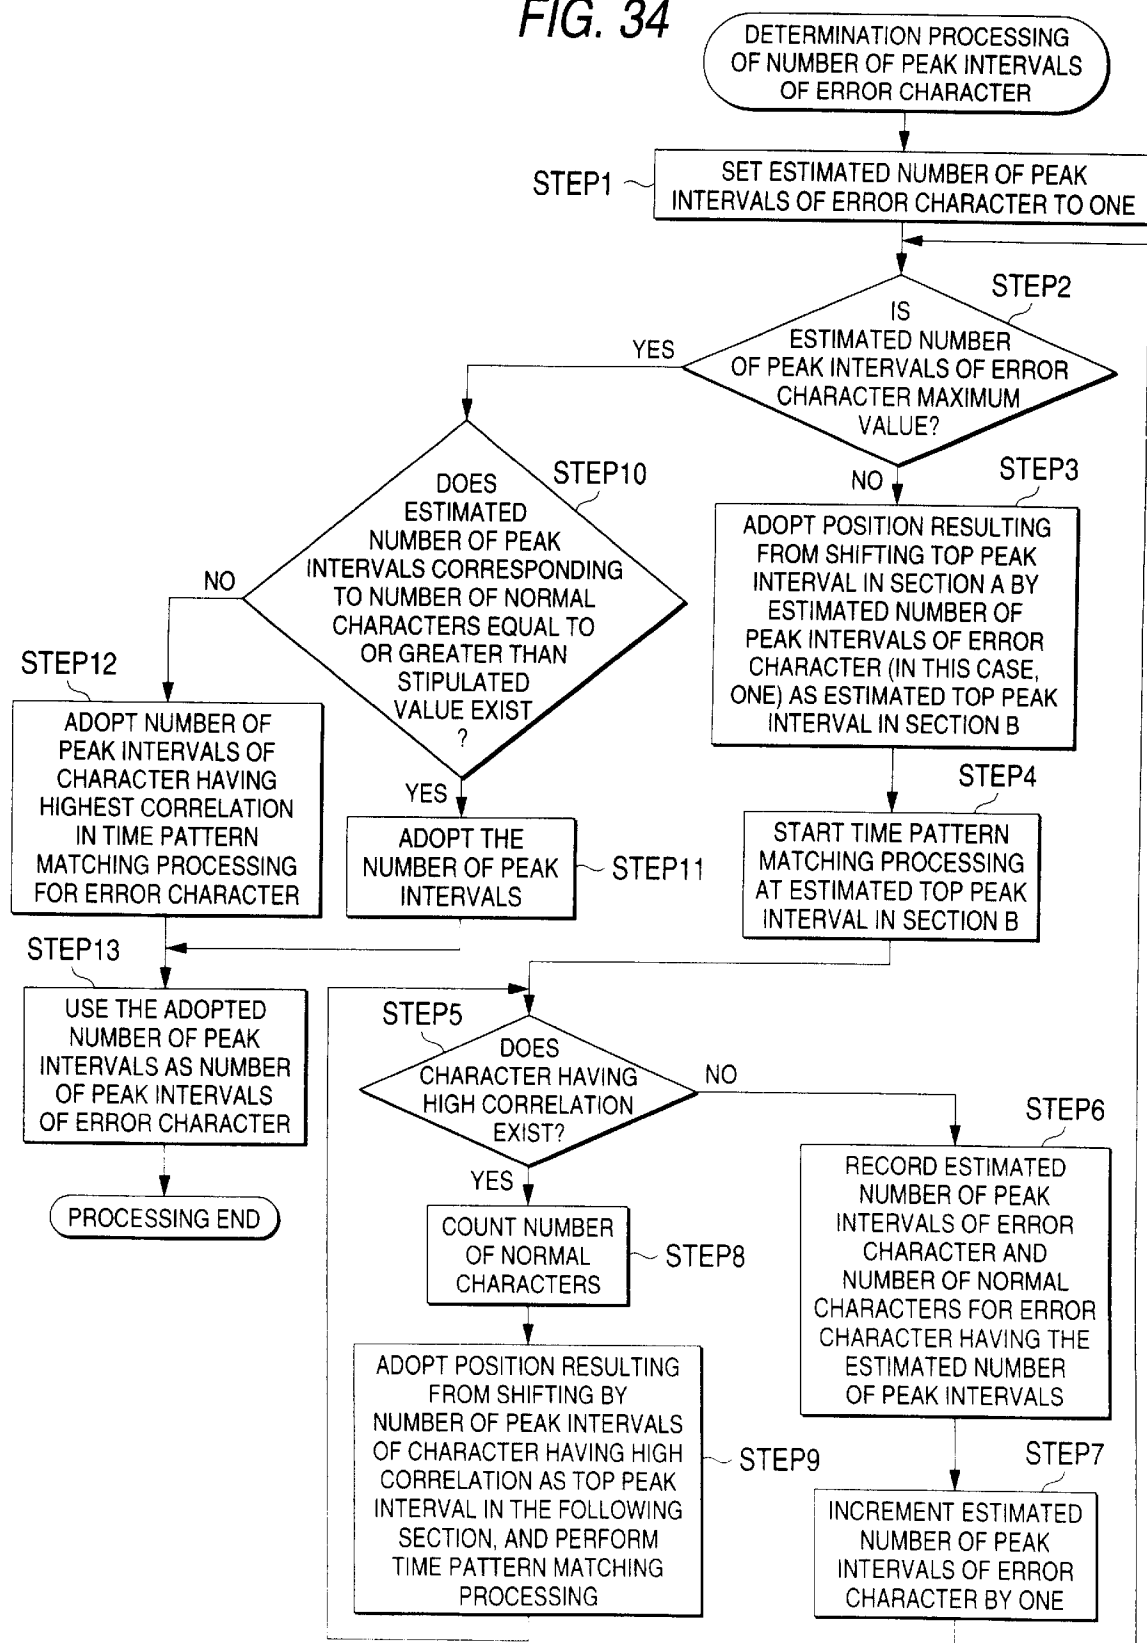 FIG. 34
DETERMINATION PROCESSING
OF NUMBER OF PEAK INTERVALS
OF ERROR CHARACTER
STEP1
SET ESTIMATED NUMBER OF PEAK
INTERVALS OF ERROR CHARACTER TO ONE
STEP2
IS
ESTIMATED NUMBER
OF PEAK INTERVALS OF ERROR
CHARACTER MAXIMUM
VALUE?
YES
NO
STEP10
DOES
ESTIMATED
NUMBER OF PEAK
INTERVALS CORRESPONDING
TO NUMBER OF NORMAL
CHARACTERS EQUAL TO
OR GREATER THAN
STIPULATED
VALUE EXIST
?
NO
YES
STEP3
ADOPT POSITION RESULTING
FROM SHIFTING TOP PEAK
INTERVAL IN SECTION A BY
ESTIMATED NUMBER OF
PEAK INTERVALS OF ERROR
CHARACTER (IN THIS CASE,
ONE) AS ESTIMATED TOP PEAK
INTERVAL IN SECTION B
STEP12
ADOPT NUMBER OF
PEAK INTERVALS OF
CHARACTER HAVING
HIGHEST CORRELATION
IN TIME PATTERN
MATCHING PROCESSING
FOR ERROR CHARACTER
ADOPT THE
NUMBER OF PEAK
INTERVALS
STEP11
STEP4
START TIME PATTERN
MATCHING PROCESSING
AT ESTIMATED TOP PEAK
INTERVAL IN SECTION B
STEP13
USE THE ADOPTED
NUMBER OF PEAK
INTERVALS AS NUMBER
OF PEAK INTERVALS
OF ERROR CHARACTER
PROCESSING END
STEP5
DOES
CHARACTER HAVING
HIGH CORRELATION
EXIST?
NO
YES
STEP6
RECORD ESTIMATED
NUMBER OF PEAK
INTERVALS OF ERROR
CHARACTER AND
NUMBER OF NORMAL
CHARACTERS FOR ERROR
CHARACTER HAVING THE
ESTIMATED NUMBER
OF PEAK INTERVALS
COUNT NUMBER
OF NORMAL
CHARACTERS
STEP8
ADOPT POSITION RESULTING
FROM SHIFTING BY
NUMBER OF PEAK INTERVALS
OF CHARACTER HAVING HIGH
CORRELATION AS TOP PEAK
INTERVAL IN THE FOLLOWING
SECTION, AND PERFORM
TIME PATTERN MATCHING
PROCESSING
STEP9
STEP7
INCREMENT ESTIMATED
NUMBER OF PEAK
INTERVALS OF ERROR
CHARACTER BY ONE